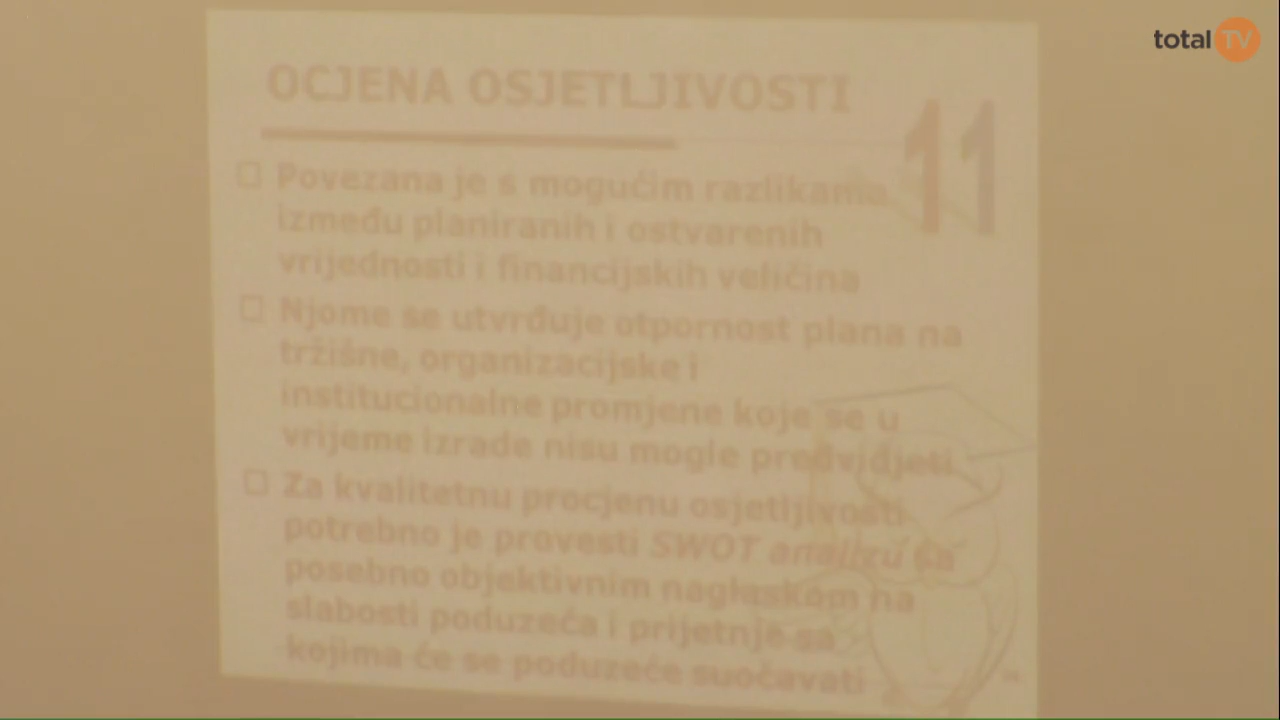 total TV
OCJENA OSJETLJIVOSTI
11
Povezana je s mogućim razlikama
između planiranih i ostvarenih
vrijednosti i financijskih veličina
Njome se utvrđuje otpornost plana na
tržišne, organizacijske i
institucionalne promjene koje se u
vrijeme izrade nisu mogle predvidjeti
Za kvalitetnu procjenu osjetljivosti
potrebno je provesti SWOT analizu sa
posebno objektivnim naglaskom na
slabosti poduzeća i prijetnje sa
kojima će se poduzeće suočavati